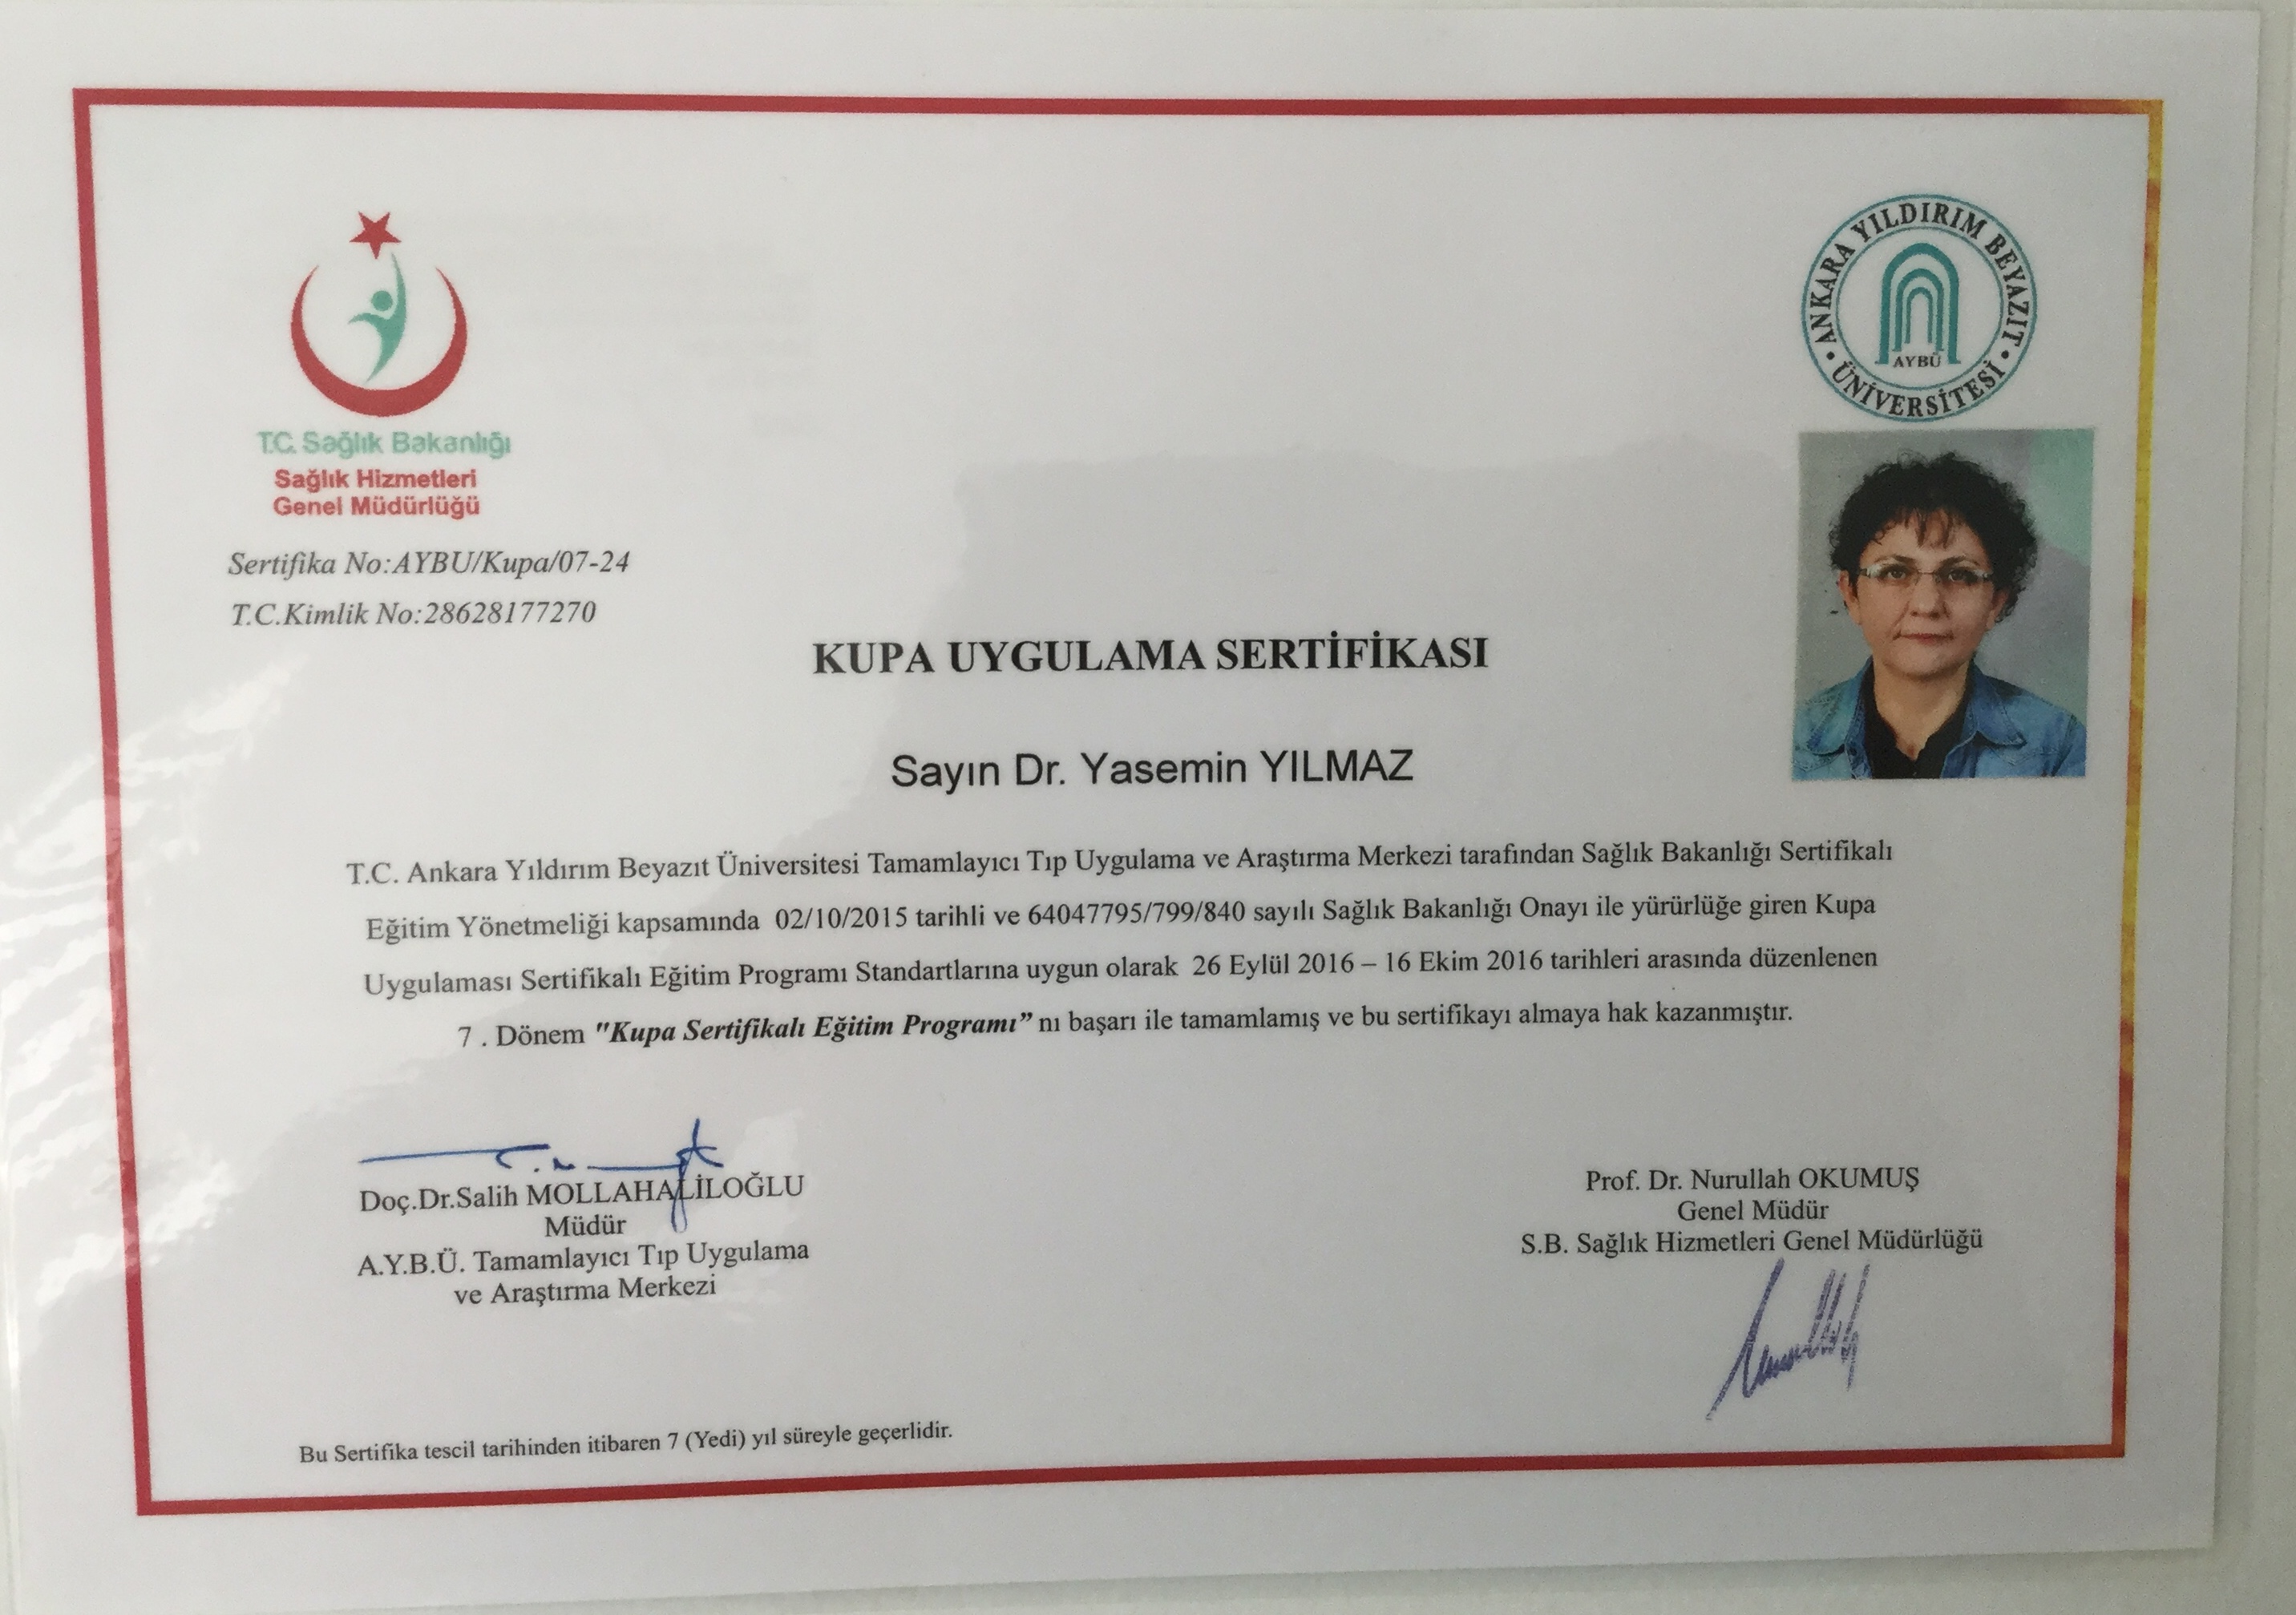 T.C. Sağlık Bakanlığı
Sağlık Hizmetleri
Genel Müdürlüğü
Sertifika No:AYBU/Kupa/07-24
T.C.Kimlik No:28628177270
ANKARA YILDIRIM BEYAZIT
ÜNİVERSİTESİ
AYBÜ
KUPA UYGULAMA SERTİFİKASI
Sayın Dr. Yasemin YILMAZ
T.C. Ankara Yıldırım Beyazıt Üniversitesi Tamamlayıcı Tıp Uygulama ve Araştırma Merkezi tarafından Sağlık Bakanlığı Sertifikalı
Eğitim Yönetmeliği kapsamında 02/10/2015 tarihli ve 64047795/799/840 sayılı Sağlık Bakanlığı Onayı ile yürürlüğe giren Kupa
Uygulaması Sertifikalı Eğitim Programı Standartlarına uygun olarak 26 Eylül 2016 – 16 Ekim 2016 tarihleri arasında düzenlenen
7 . Dönem "Kupa Sertifikalı Eğitim Programı” nı başarı ile tamamlamış ve bu sertifikayı almaya hak kazanmıştır.
Doç.Dr.Salih MOLLAHALİLOĞLU
Müdür
A.Y.B.Ü. Tamamlayıcı Tıp Uygulama
ve Araştırma Merkezi
Prof. Dr. Nurullah OKUMUŞ
Genel Müdür
S.B. Sağlık Hizmetleri Genel Müdürlüğü
Bu Sertifika tescil tarihinden itibaren 7 (Yedi) yıl süreyle geçerlidir.